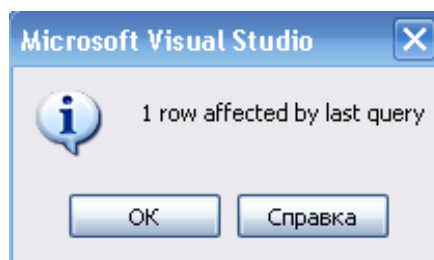 Microsoft Visual Studio
1 row affected by last query
OK Справка